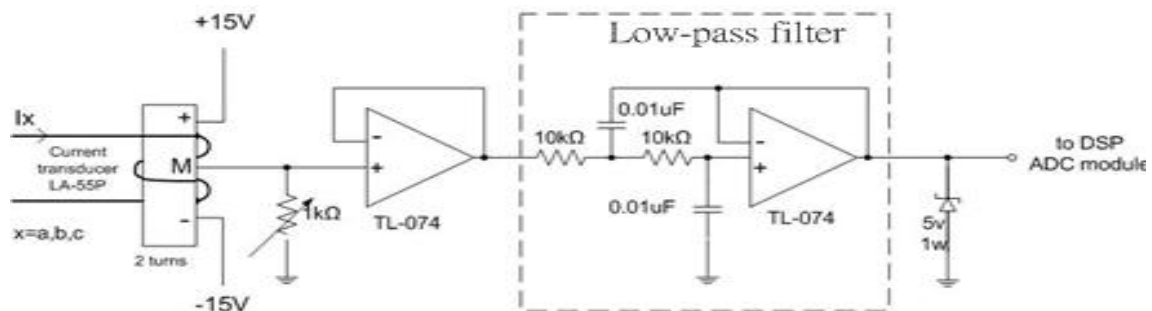 +15V
Low-pass filter
Ix
+
Current
transducer
LA-55P
M
-
x=a,b,c
2 turns
-15V
1kΩ
-
+
TL-074
10kΩ
0.01uF
10kΩ
0.01uF
-
+
TL-074
5v
1w
to DSP
ADC module